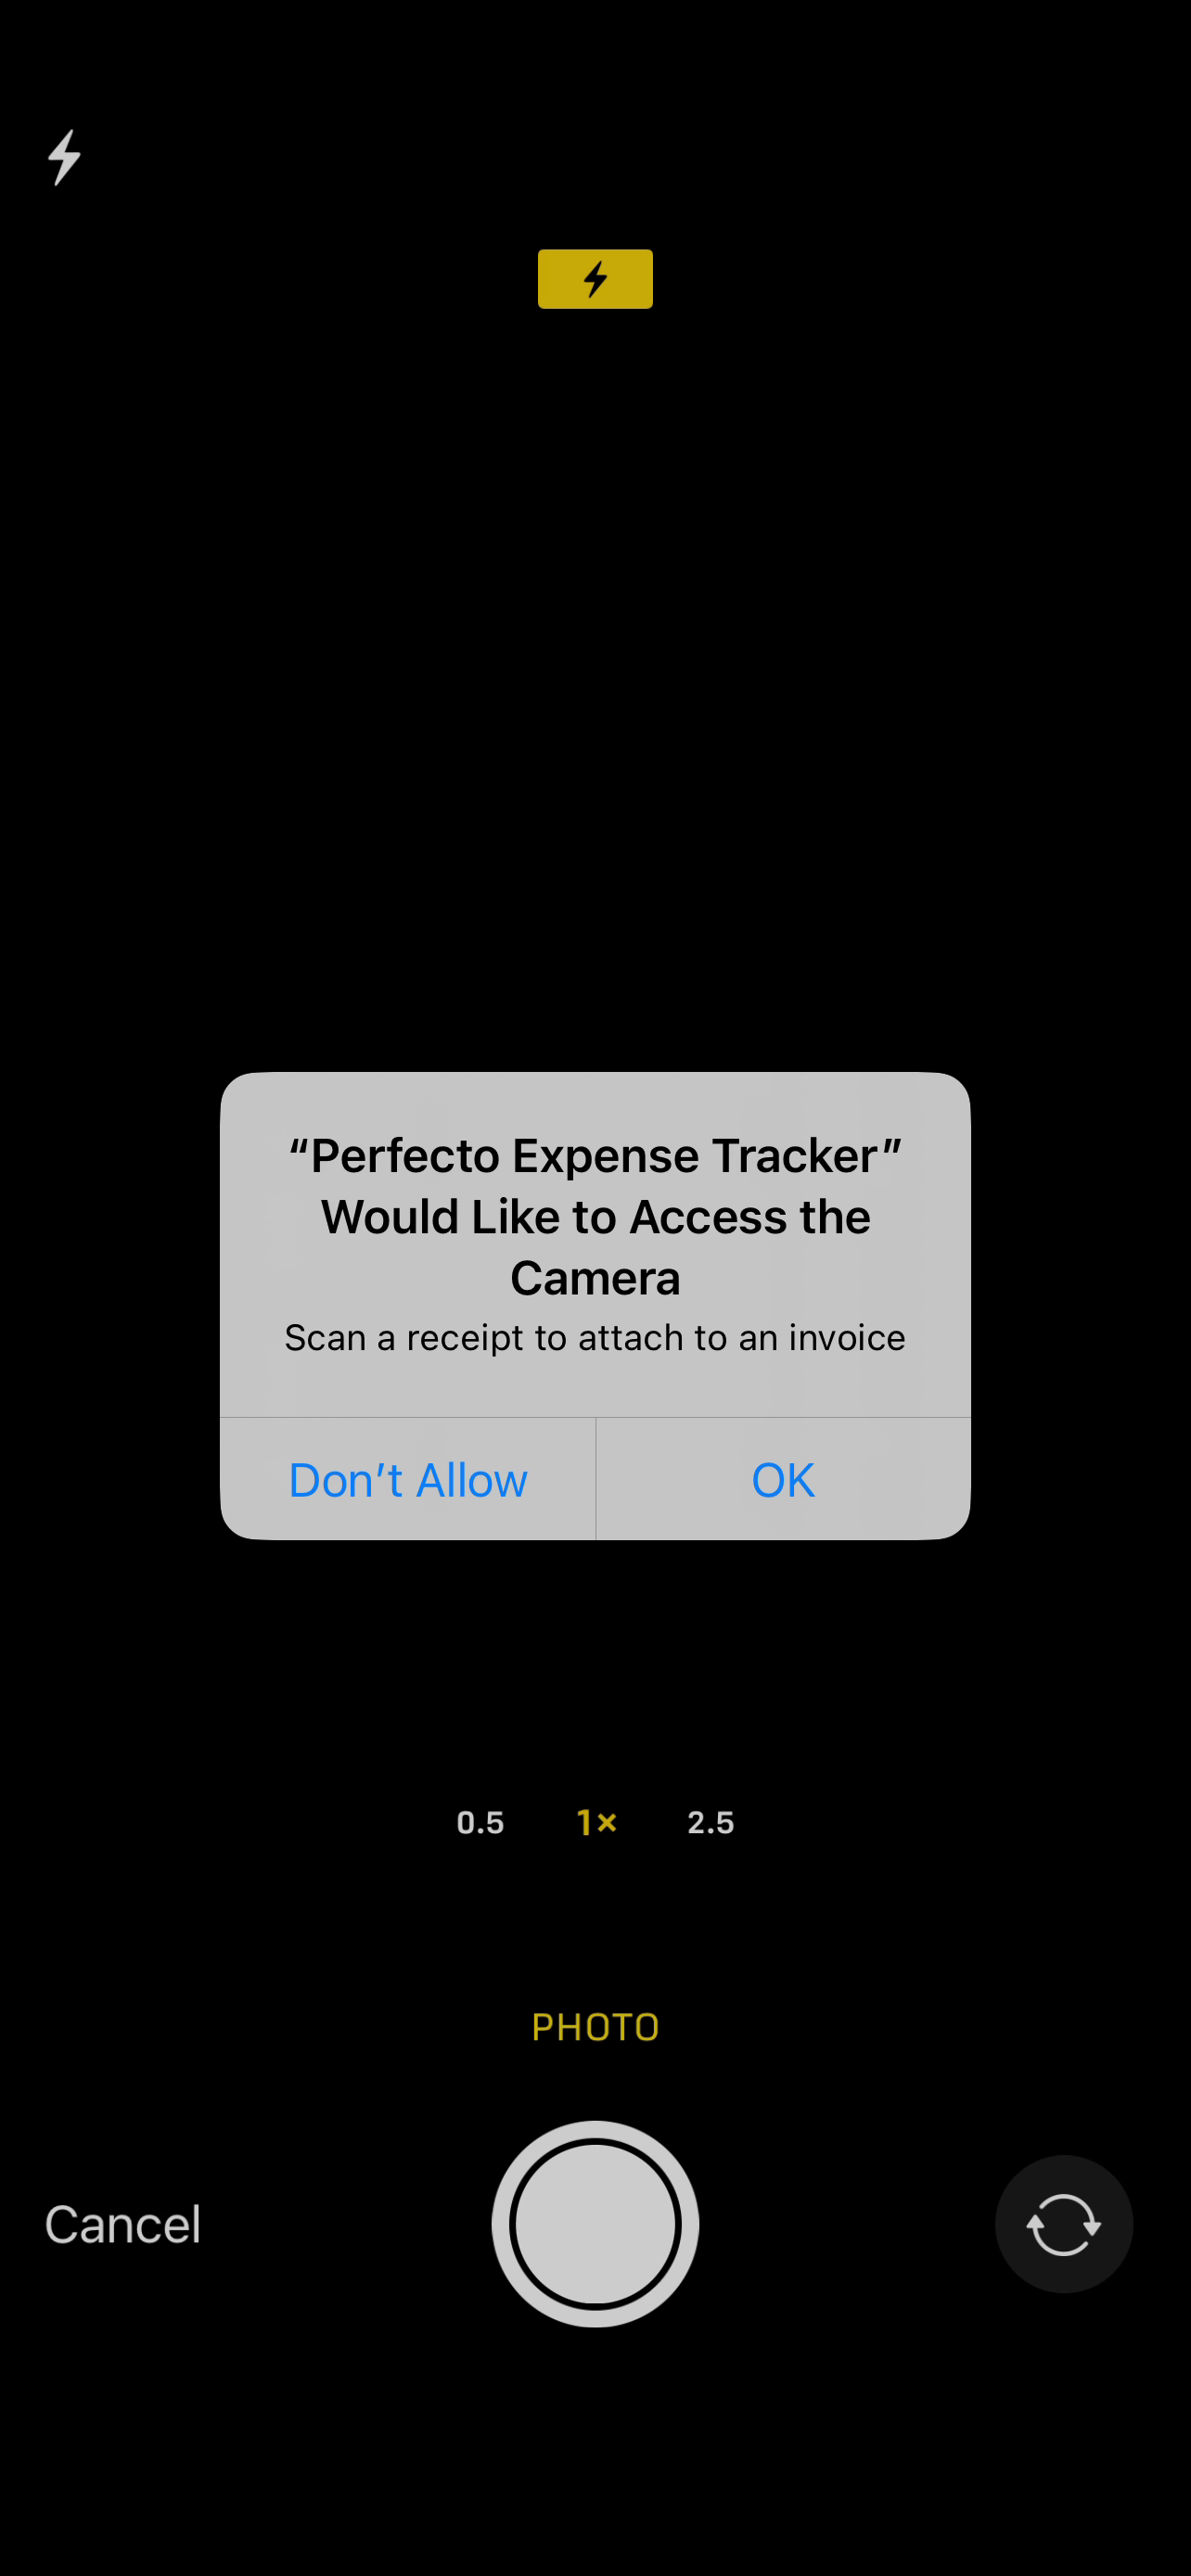 “Perfecto Expense Tracker”
Would Like to Access the
Camera
Scan a receipt to attach to an invoice
Don’t Allow
OK
0.5
1×
2.5
PHOTO
Cancel